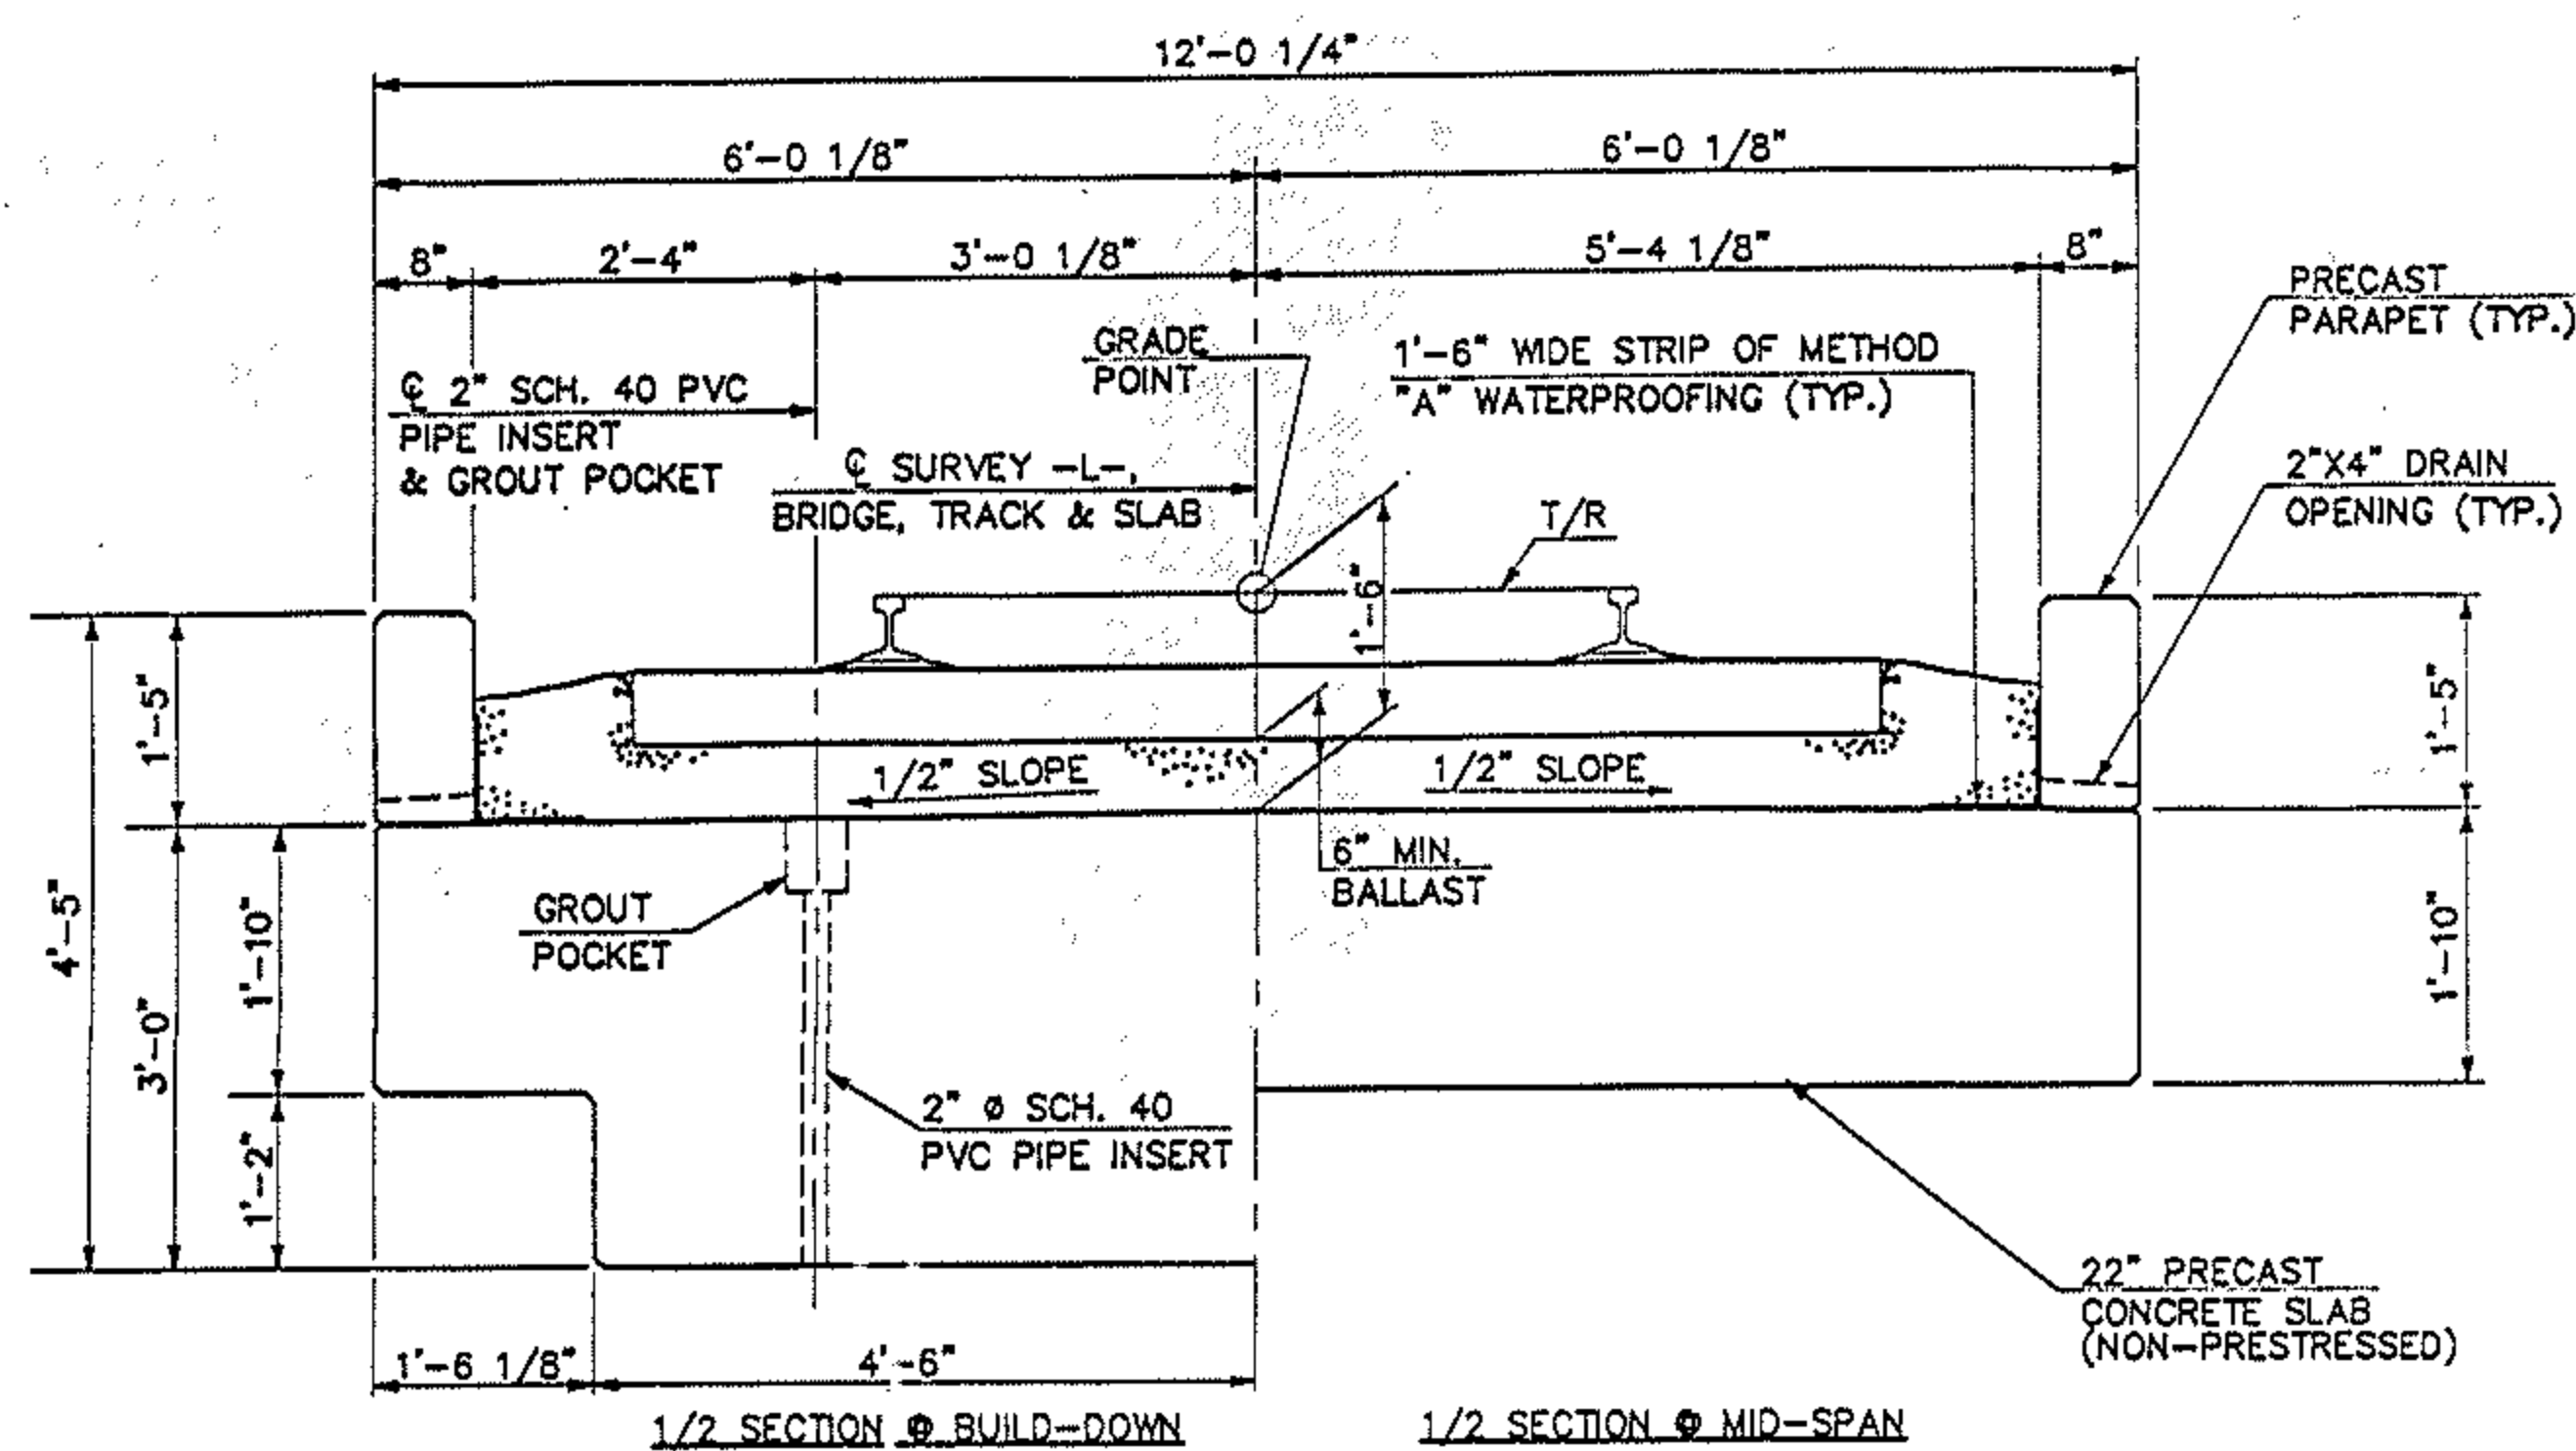 12'-0 1/4"
6'-0 1/8"
6'-0 1/8"
8"
2'-4"
3'-0 1/8"
5'-4 1/8"
8"
PRECAST
PARAPET (TYP.)
GRADE
POINT
1'-6" WIDE STRIP OF METHOD
"A" WATERPROOFING (TYP.)
℄ 2" SCH. 40 PVC
PIPE INSERT
& GROUT POCKET
℄ SURVEY -L-,
BRIDGE, TRACK & SLAB
2"X4" DRAIN
OPENING (TYP.)
T/R
1'-6"
1'-5"
1'-5"
1/2" SLOPE
1/2" SLOPE
6" MIN.
BALLAST
GROUT
POCKET
4'-5"
3'-0"
1'-10"
1'-10"
1'-2"
2" Ø SCH. 40
PVC PIPE INSERT
22" PRECAST
CONCRETE SLAB
(NON-PRESTRESSED)
1'-6 1/8"
4'-6"
1/2 SECTION @ BUILD-DOWN
1/2 SECTION @ MID-SPAN